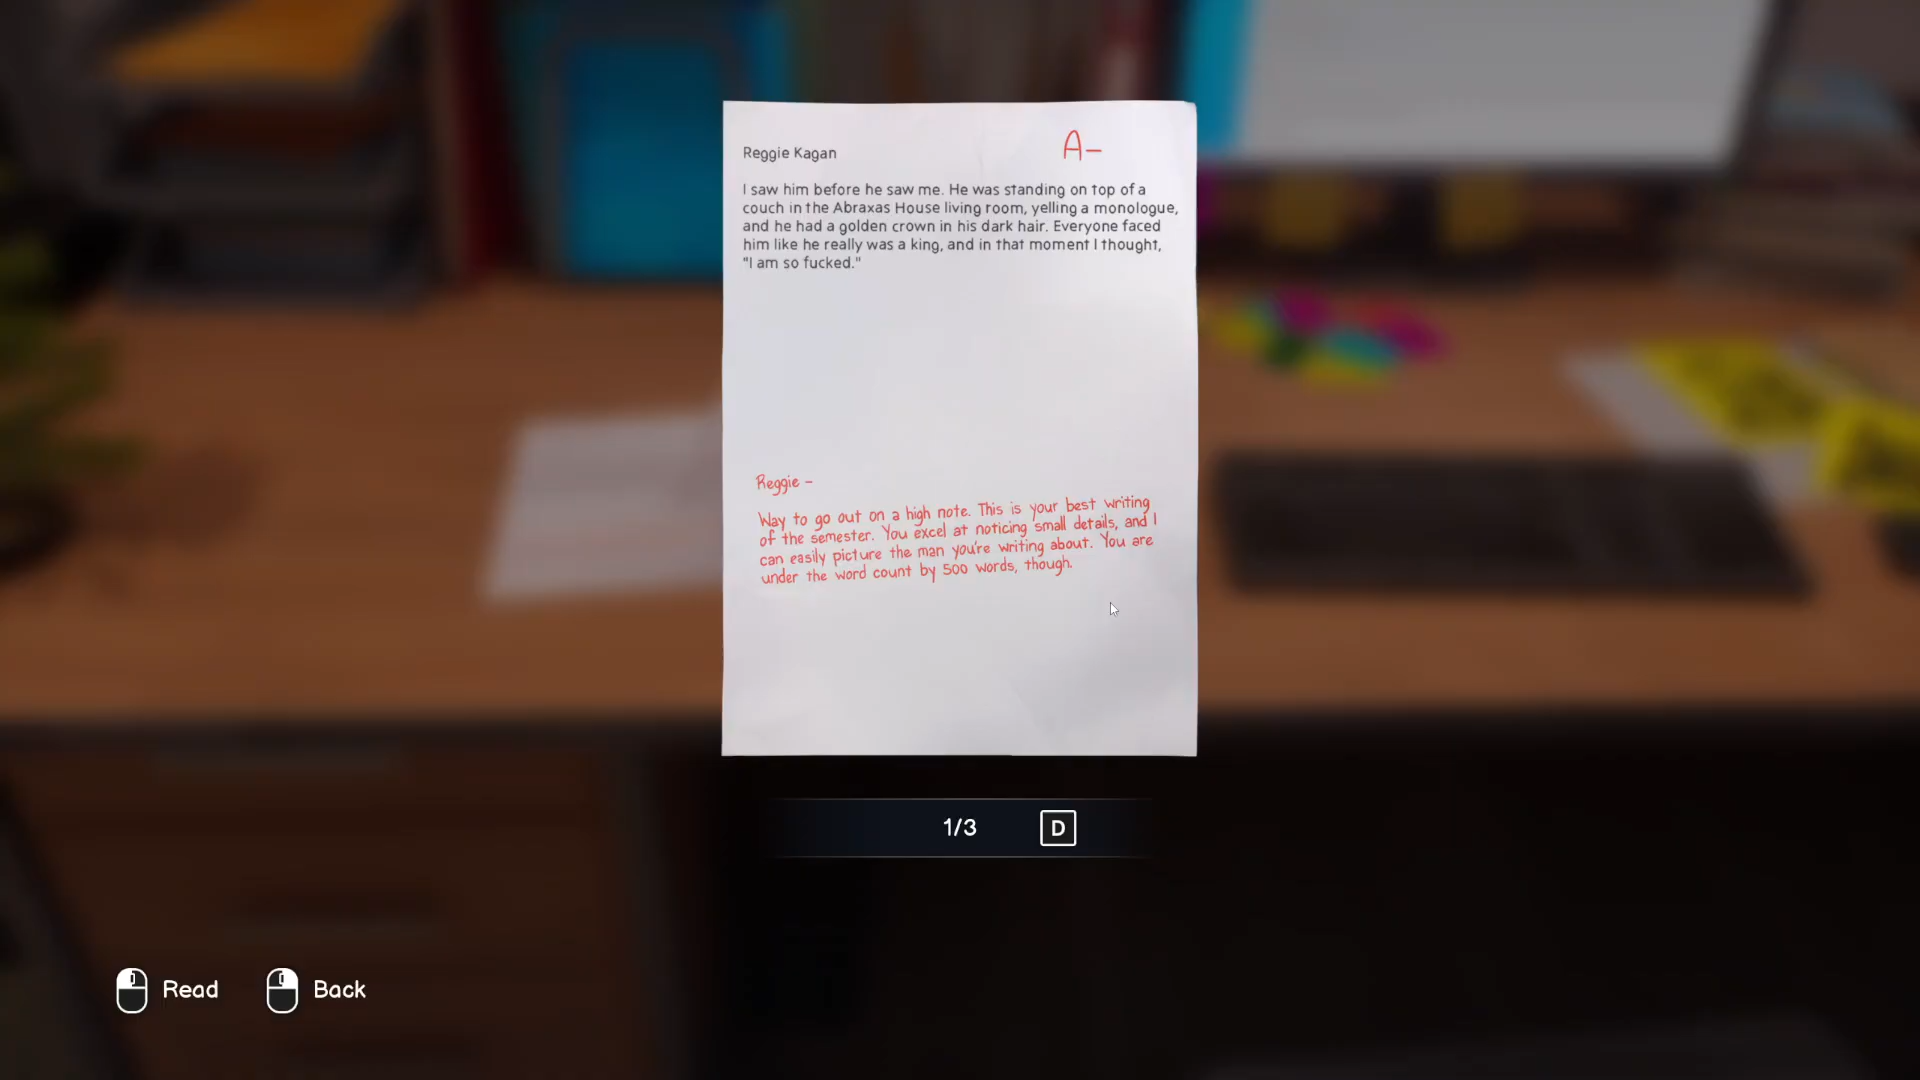 A-
Reggie Kagan
I saw him before he saw me. He was standing on top of a
couch in the Abraxas House living room, yelling a monologue,
and he had a golden crown in his dark hair. Everyone faced
him like he really was a king, and in that moment I thought,
"I am so fucked."
Reggie -
Way to go out on a high note. This is your best writing
of the semester. You excel at noticing small details, and I
can easily picture the man you're writing about. You are
under the word count by 500 words, though.
1/3
D
Read
Back